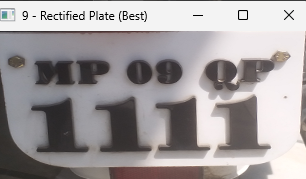 9 - Rectified Plate (Best)
MP 09 QP
1111